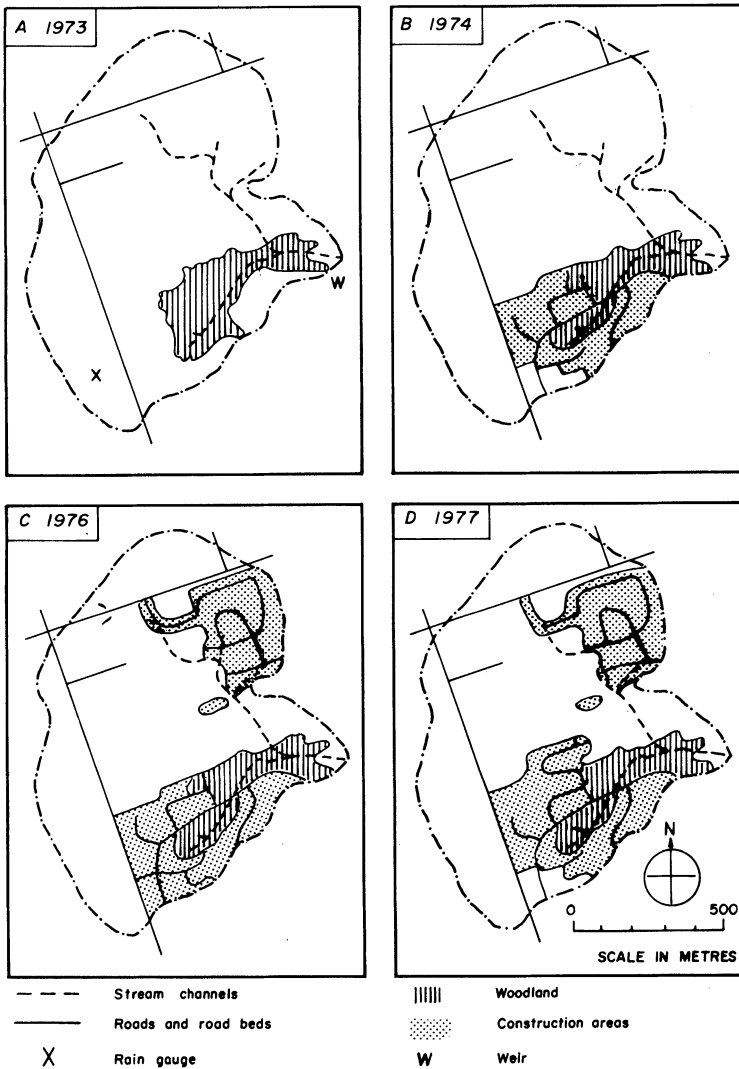 A 1973
B 1974
W
X
C 1976
D 1977
N
0 500
SCALE IN METRES
Stream channels
Woodland
Roads and road beds
Construction areas
X Rain gauge
W Weir